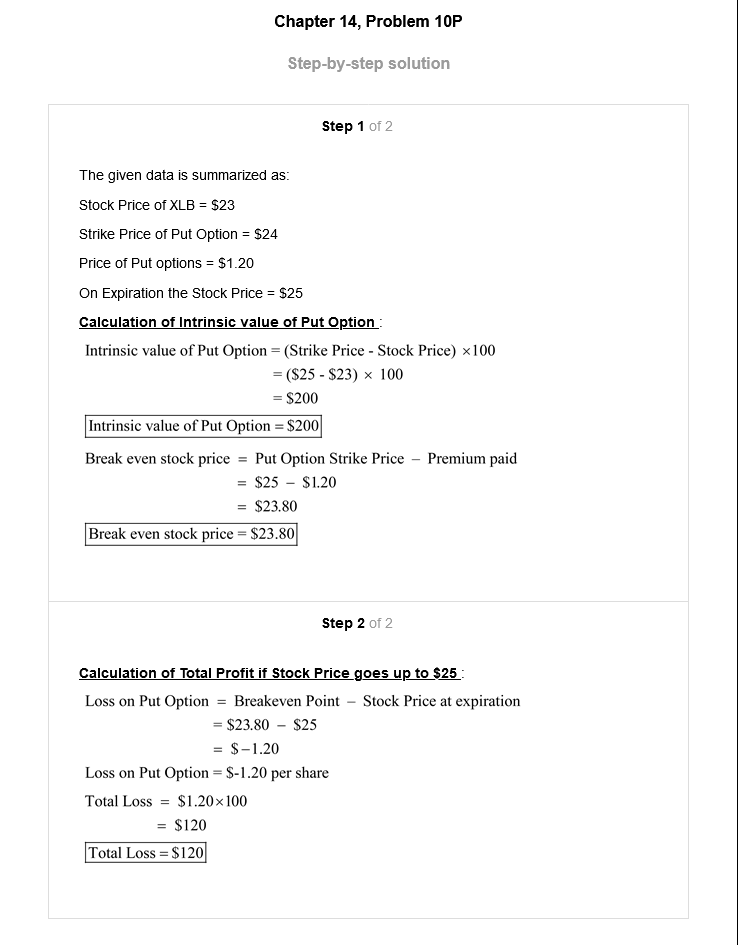 Chapter 14, Problem 10P
Step-by-step solution
Step 1 of 2
The given data is summarized as:
Stock Price of XLB = $23
Strike Price of Put Option = $24
Price of Put options = $1.20
On Expiration the Stock Price = $25
Calculation of Intrinsic value of Put Option :
Intrinsic value of Put Option = (Strike Price - Stock Price) ×100
= ($25 - $23) × 100
= $200
Intrinsic value of Put Option = $200
Break even stock price = Put Option Strike Price − Premium paid
= $25 − $1.20
= $23.80
Break even stock price = $23.80
Step 2 of 2
Calculation of Total Profit if Stock Price goes up to $25 :
Loss on Put Option = Breakeven Point − Stock Price at expiration
= $23.80 − $25
= $−1.20
Loss on Put Option = $-1.20 per share
Total Loss = $1.20×100
= $120
Total Loss = $120